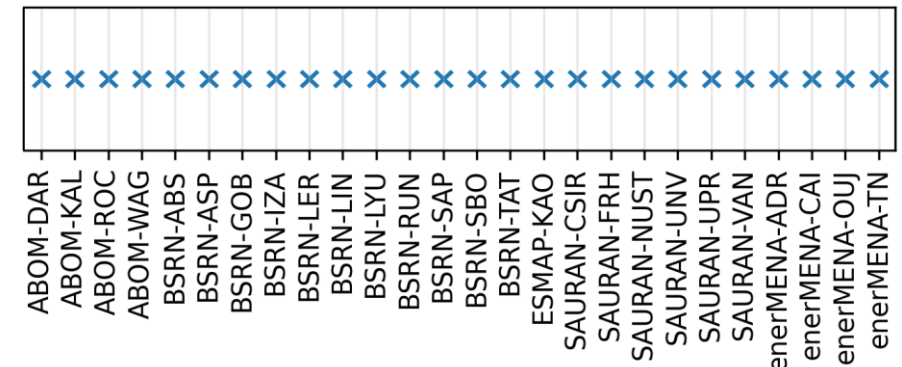 ABOM-DAR
ABOM-KAL
ABOM-ROC
ABOM-WAG
BSRN-ABS
BSRN-ASP
BSRN-GOB
BSRN-IZA
BSRN-LER
BSRN-LIN
BSRN-LYU
BSRN-RUN
BSRN-SAP
BSRN-SBO
BSRN-TAT
ESMAP-KAO
SAURAN-CSIR
SAURAN-FRH
SAURAN-NUST
SAURAN-UNV
SAURAN-UPR
SAURAN-VAN
enerMENA-ADR
enerMENA-CAI
enerMENA-OUJ
enerMENA-TN